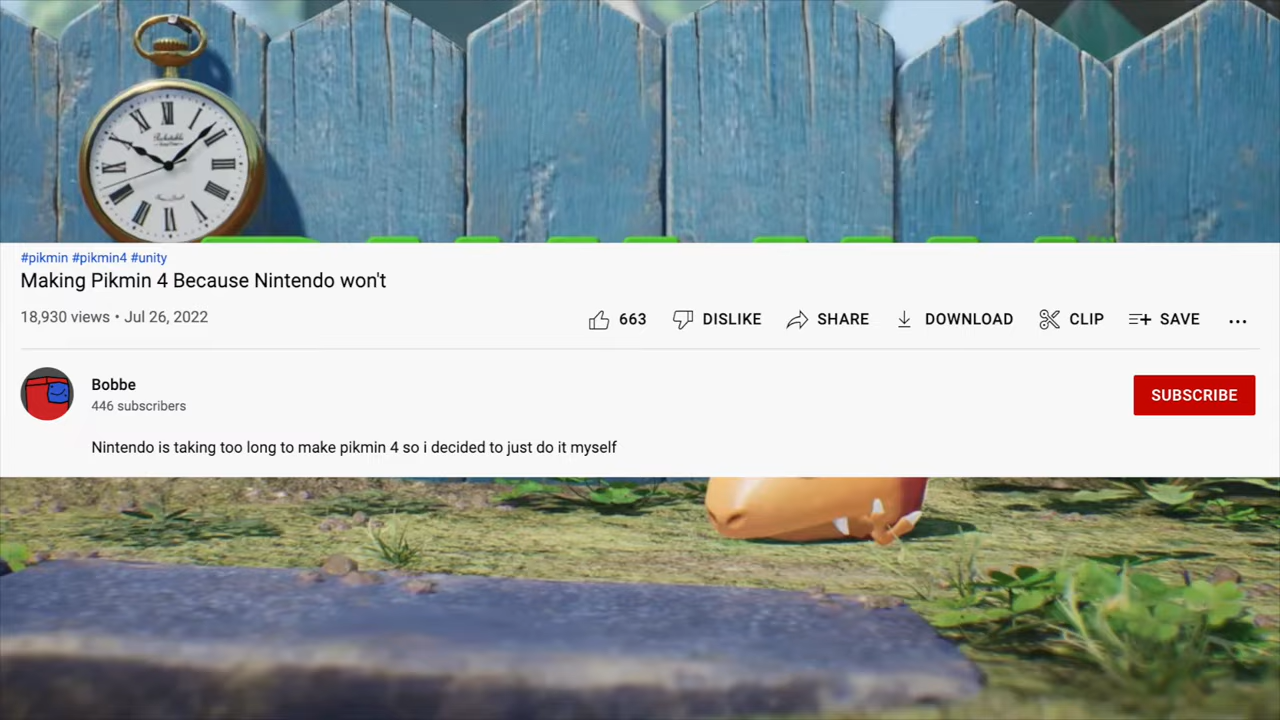 #pikmin #pikmin4 #unity
Making Pikmin 4 Because Nintendo won't
18,930 views • Jul 26, 2022
663 DISLIKE SHARE DOWNLOAD CLIP SAVE ...
Bobbe
446 subscribers
SUBSCRIBE
Nintendo is taking too long to make pikmin 4 so i decided to just do it myself